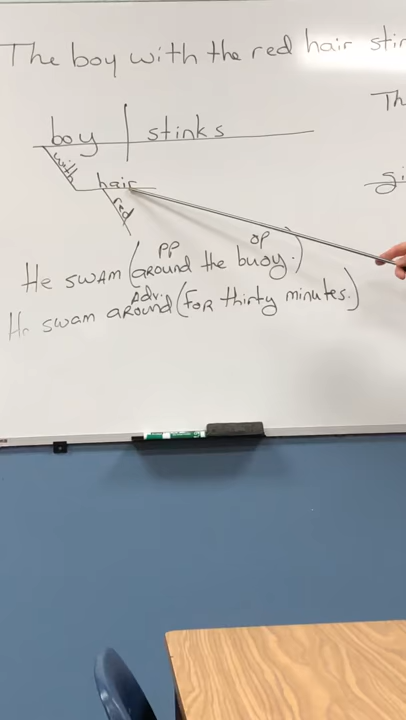 The boy with the red hair stin
Th
boy stinks
gi
with
hair
red
PP OP
He swam (around the buoy.)
Adv.
He swam around (for thirty minutes.)